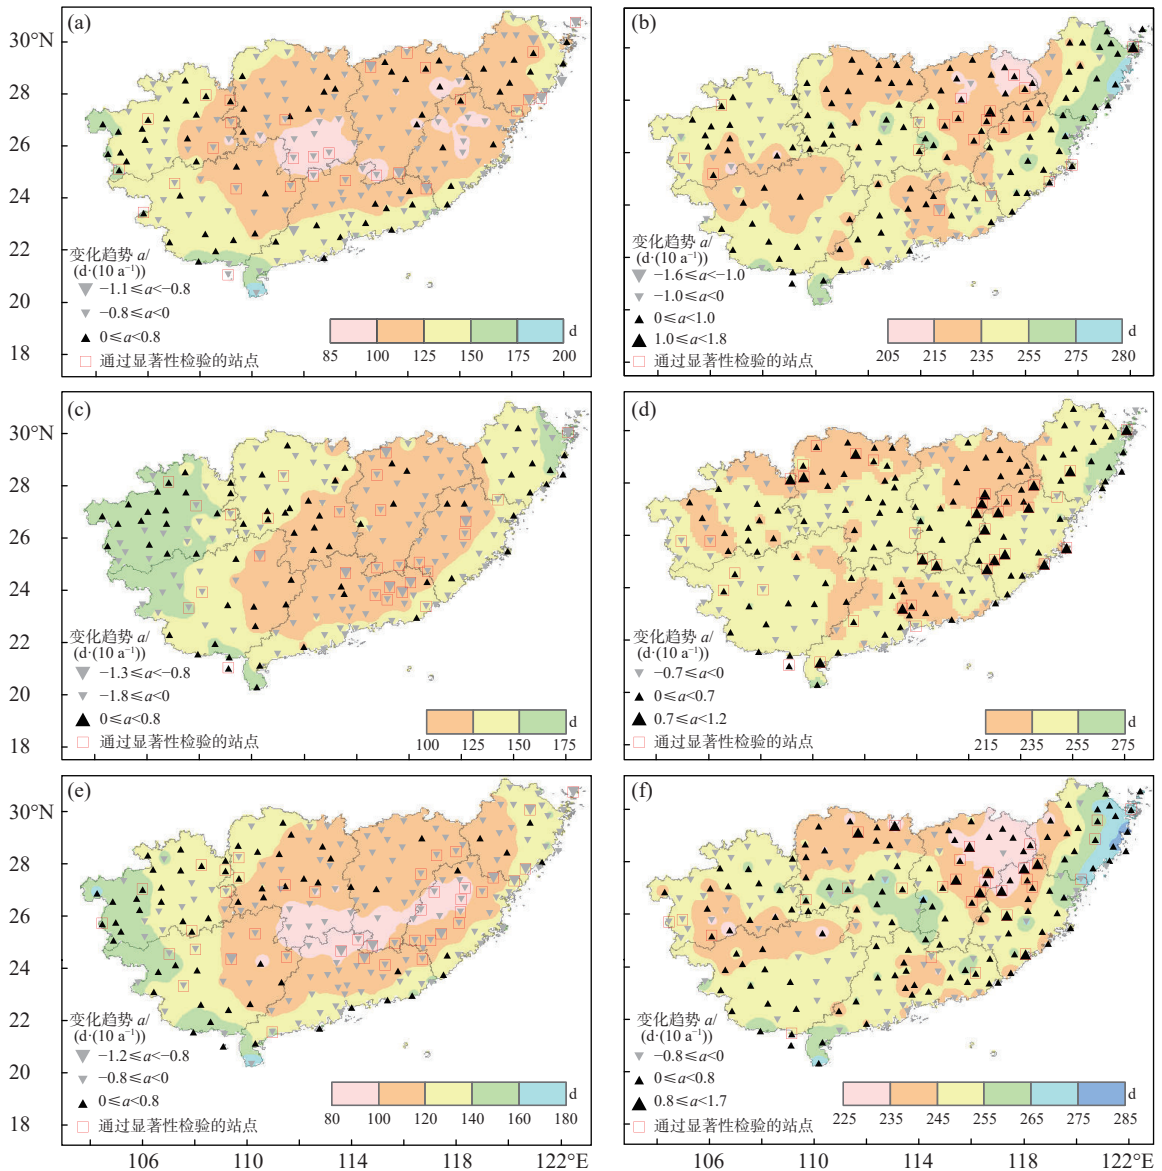 (a)
30°N
28
26
24
22
20
18
变化趋势 a/
(d·(10 a⁻¹))
−1.1≤a<−0.8
−0.8≤a<0
0≤a<0.8
通过显著性检验的站点
d
85 100 125 150 175 200
(b)
变化趋势 a/
(d·(10 a⁻¹))
−1.6≤a<−1.0
−1.0≤a<0
0≤a<1.0
1.0≤a<1.8
通过显著性检验的站点
d
205 215 235 255 275 280
(c)
30°N
28
26
24
22
20
18
变化趋势 a/
(d·(10 a⁻¹))
−1.3≤a<−0.8
−1.8≤a<0
0≤a<0.8
通过显著性检验的站点
d
100 125 150 175
(d)
变化趋势 a/
(d·(10 a⁻¹))
−0.7≤a<0
0≤a<0.7
0.7≤a<1.2
通过显著性检验的站点
d
215 235 255 275
(e)
30°N
28
26
24
22
20
18
变化趋势 a/
(d·(10 a⁻¹))
−1.2≤a<−0.8
−0.8≤a<0
0≤a<0.8
通过显著性检验的站点
d
80 100 120 140 160 180
106 110 114 118 122°E
(f)
变化趋势 a/
(d·(10 a⁻¹))
−0.8≤a<0
0≤a<0.8
0.8≤a<1.7
通过显著性检验的站点
d
225 235 245 255 265 275 285
106 110 114 118 122°E